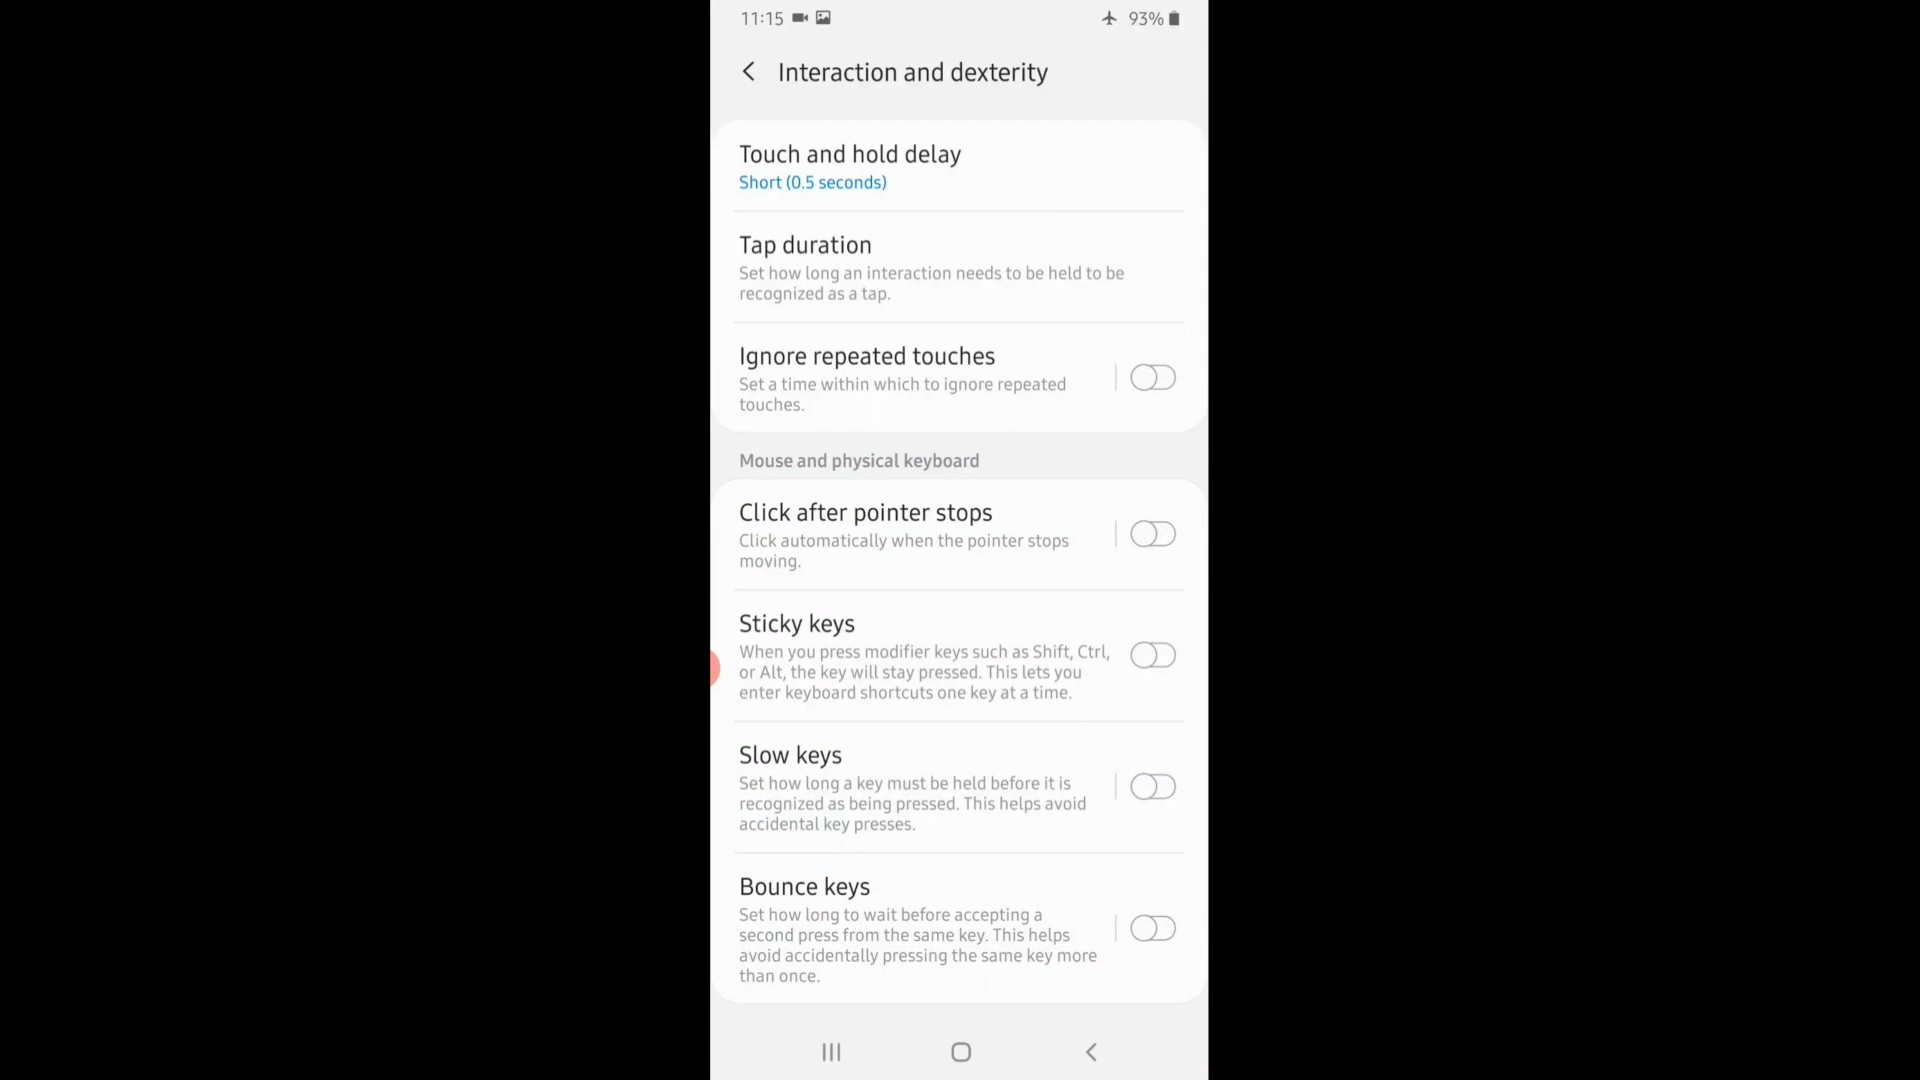 11:15 93%
Interaction and dexterity
Touch and hold delay
Short (0.5 seconds)
Tap duration
Set how long an interaction needs to be held to be
recognized as a tap.
Ignore repeated touches
Set a time within which to ignore repeated
touches.
Mouse and physical keyboard
Click after pointer stops
Click automatically when the pointer stops
moving.
Sticky keys
When you press modifier keys such as Shift, Ctrl,
or Alt, the key will stay pressed. This lets you
enter keyboard shortcuts one key at a time.
Slow keys
Set how long a key must be held before it is
recognized as being pressed. This helps avoid
accidental key presses.
Bounce keys
Set how long to wait before accepting a
second press from the same key. This helps
avoid accidentally pressing the same key more
than once.